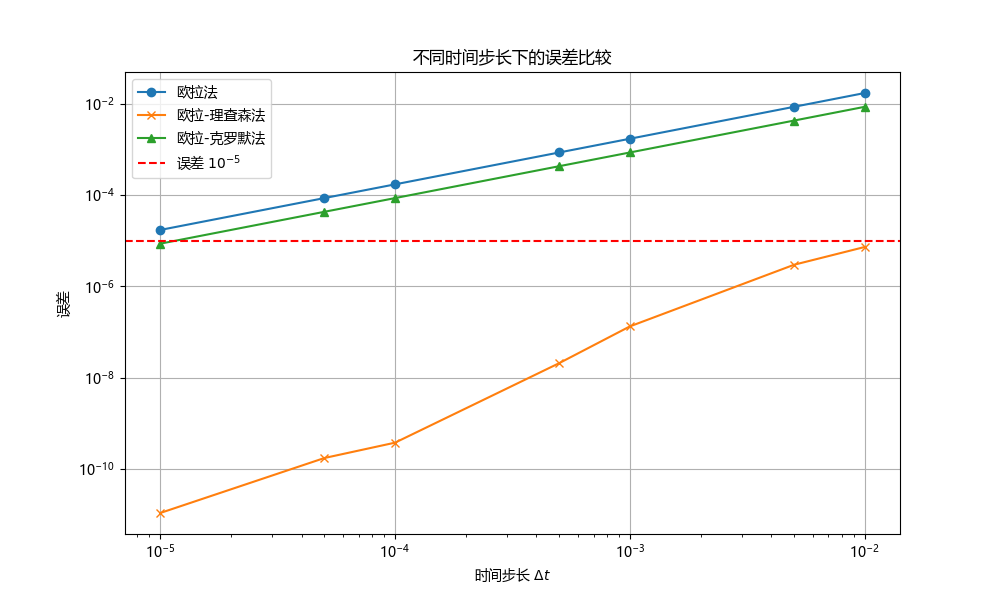 不同时间步长下的误差比较
欧拉法
欧拉-理查森法
欧拉-克罗默法
误差 10⁻⁵
10⁻²
10⁻⁴
10⁻⁶
10⁻⁸
10⁻¹⁰
误差
10⁻⁵
10⁻⁴
10⁻³
10⁻²
时间步长 Δt